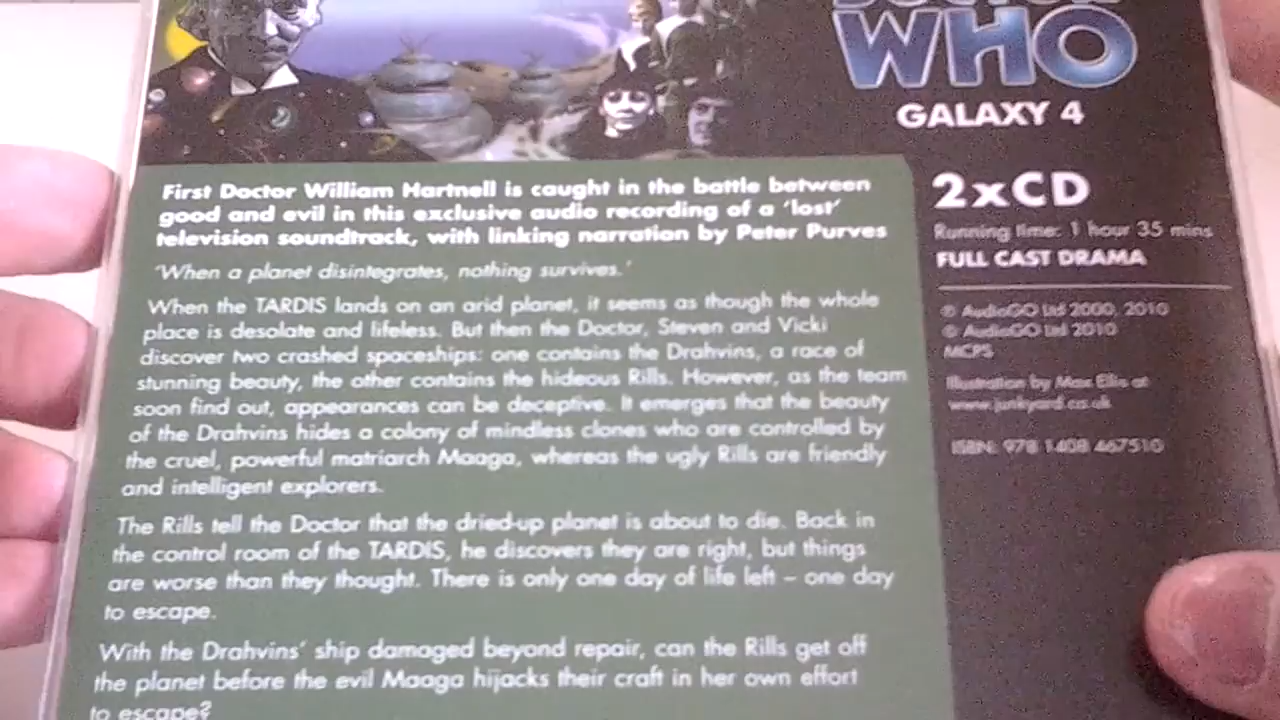 DOCTOR
WHO
GALAXY 4
First Doctor William Hartnell is caught in the battle between
good and evil in this exclusive audio recording of a 'lost'
television soundtrack, with linking narration by Peter Purves
'When a planet disintegrates, nothing survives.'
When the TARDIS lands on an arid planet, it seems as though the whole
place is desolate and lifeless. But then the Doctor, Steven and Vicki
discover two crashed spaceships: one contains the Drahvins, a race of
stunning beauty, the other contains the hideous Rills. However, as the team
soon find out, appearances can be deceptive. It emerges that the beauty
of the Drahvins hides a colony of mindless clones who are controlled by
the cruel, powerful matriarch Maaga, whereas the ugly Rills are friendly
and intelligent explorers.
The Rills tell the Doctor that the dried-up planet is about to die. Back in
the control room of the TARDIS, he discovers they are right, but things
are worse than they thought. There is only one day of life left – one day
to escape.
With the Drahvins' ship damaged beyond repair, can the Rills get off
the planet before the evil Maaga hijacks their craft in her own effort
to escape?
2xCD
Running time: 1 hour 35 mins
FULL CAST DRAMA
AudioGO Ltd 2000, 2010
© AudioGO Ltd 2010
MCPS
Illustration by Max Ellis at
www.junkyard.co.uk
ISBN: 978 1408 467510